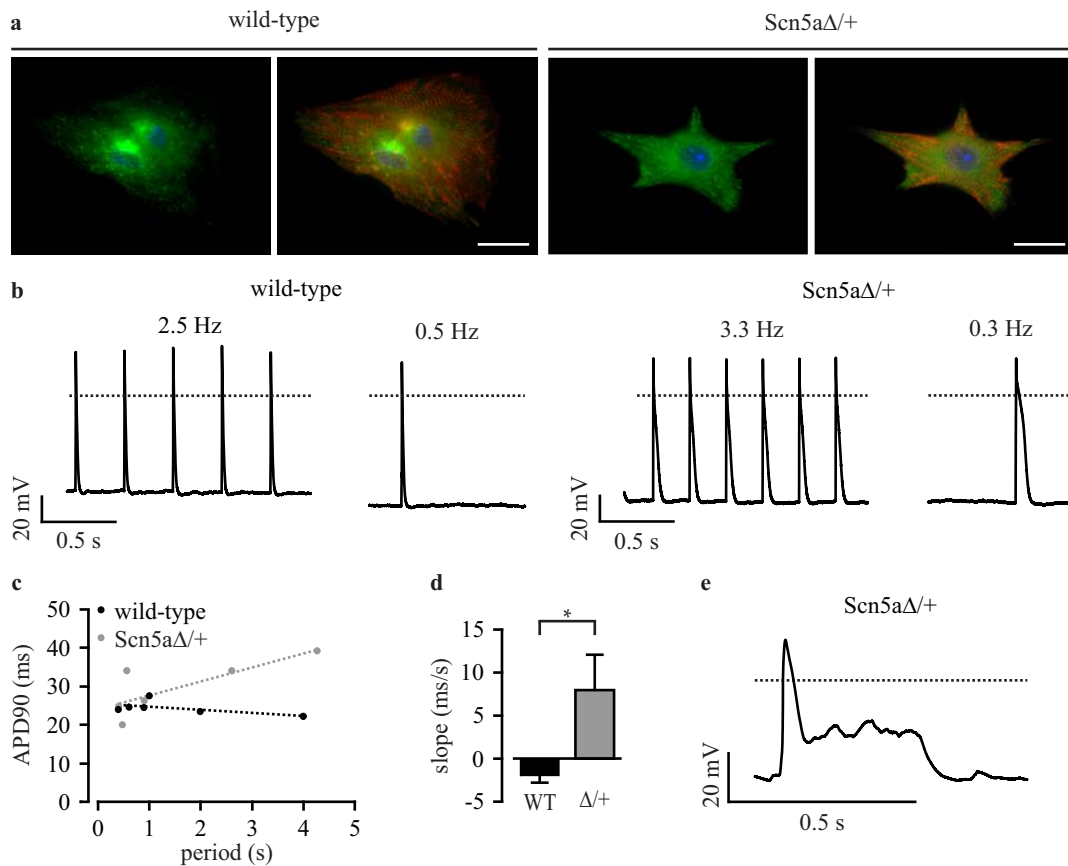 a
wild-type
Scn5aΔ/+
b
wild-type
Scn5aΔ/+
2.5 Hz
0.5 Hz
3.3 Hz
0.3 Hz
20 mV
0.5 s
20 mV
0.5 s
c
50
40
30
20
10
0
APD90 (ms)
wild-type
Scn5aΔ/+
0 1 2 3 4 5
period (s)
d
*
15
10
5
0
-5
slope (ms/s)
WT
Δ/+
e
Scn5aΔ/+
20 mV
0.5 s